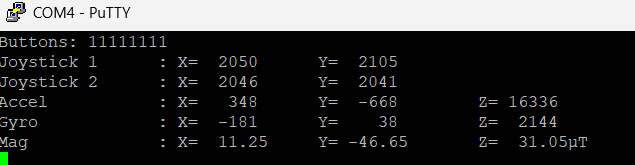 COM4 - PuTTY
Buttons: 11111111
Joystick 1      : X=  2050      Y=  2105
Joystick 2      : X=  2046      Y=  2041
Accel           : X=   348      Y=  -668        Z= 16336
Gyro            : X=  -181      Y=    38        Z=  2144
Mag             : X=  11.25     Y= -46.65       Z=  31.05µT